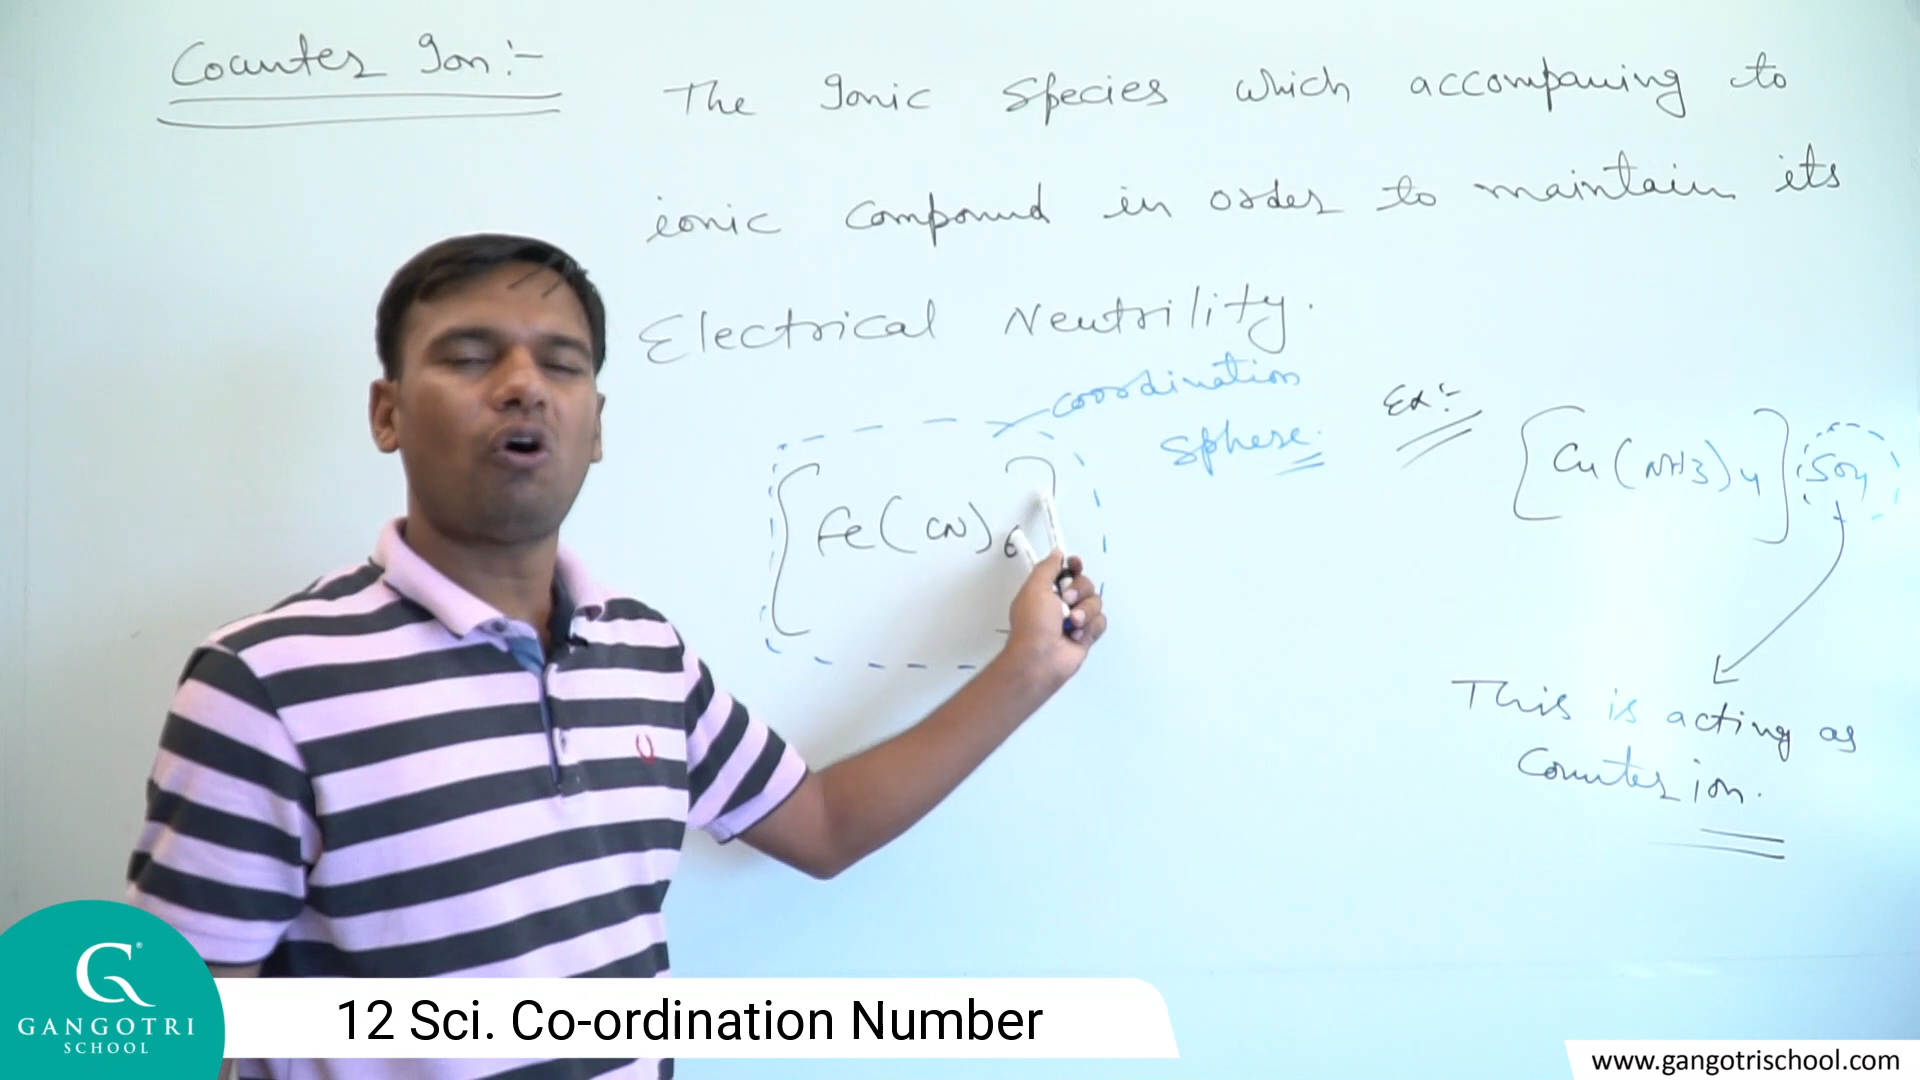 Counter Ion :-
The Ionic Species which accompaning to
ionic compound in order to maintain its
Electrical Neutrility.
coordination
sphere.
Ex :-
[Fe(CN)6]
[Cu(NH3)4] SO4
This is acting as
Counter ion.
G®
GANGOTRI
SCHOOL
12 Sci. Co-ordination Number
www.gangotrischool.com